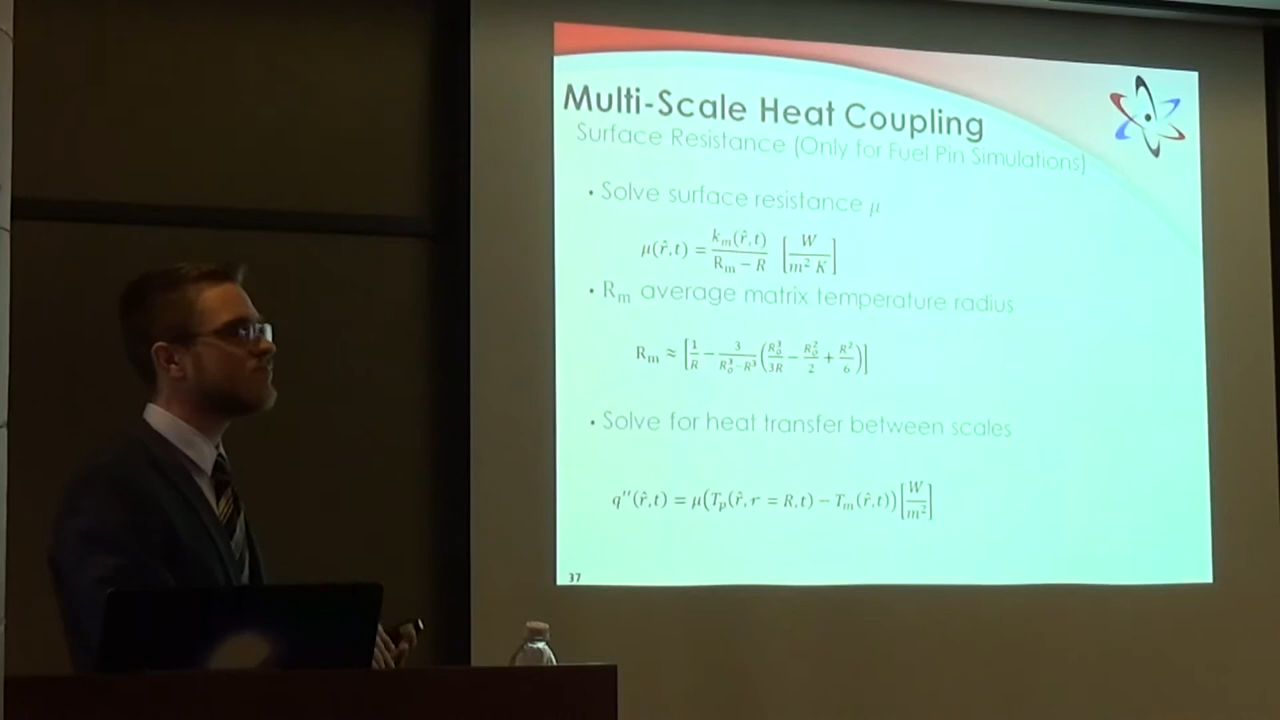 Multi-Scale Heat Coupling
Surface Resistance (Only for Fuel Pin Simulations)
• Solve surface resistance μ
μ(r̂,t) = k_m(r̂,t) / (R_m − R) [W / (m² K)]
• R_m average matrix temperature radius
R_m ≈ [1/R − 3/(R_o³ − R³) (R_o³/3R − R_o²/2 + R²/6)]
• Solve for heat transfer between scales
q″(r̂,t) = μ(T_p(r̂, r = R, t) − T_m(r̂,t)) [W/m²]
37